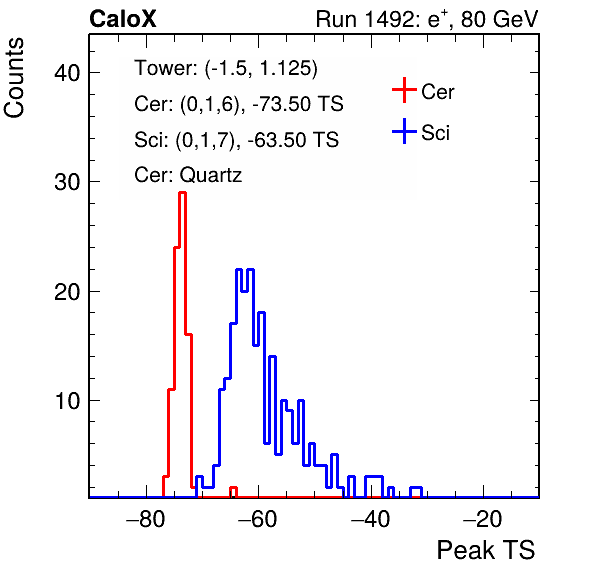 CaloX Run 1492: e⁺, 80 GeV
Counts
Tower: (-1.5, 1.125)
Cer: (0,1,6), -73.50 TS
Sci: (0,1,7), -63.50 TS
Cer: Quartz
Cer
Sci
40
30
20
10
−80 −60 −40 −20
Peak TS